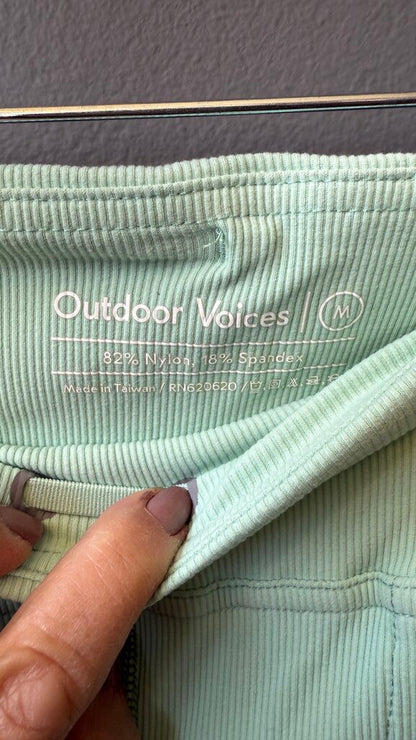 Outdoor Voices | M
82% Nylon, 18% Spandex
Made in Taiwan / RN620620 /